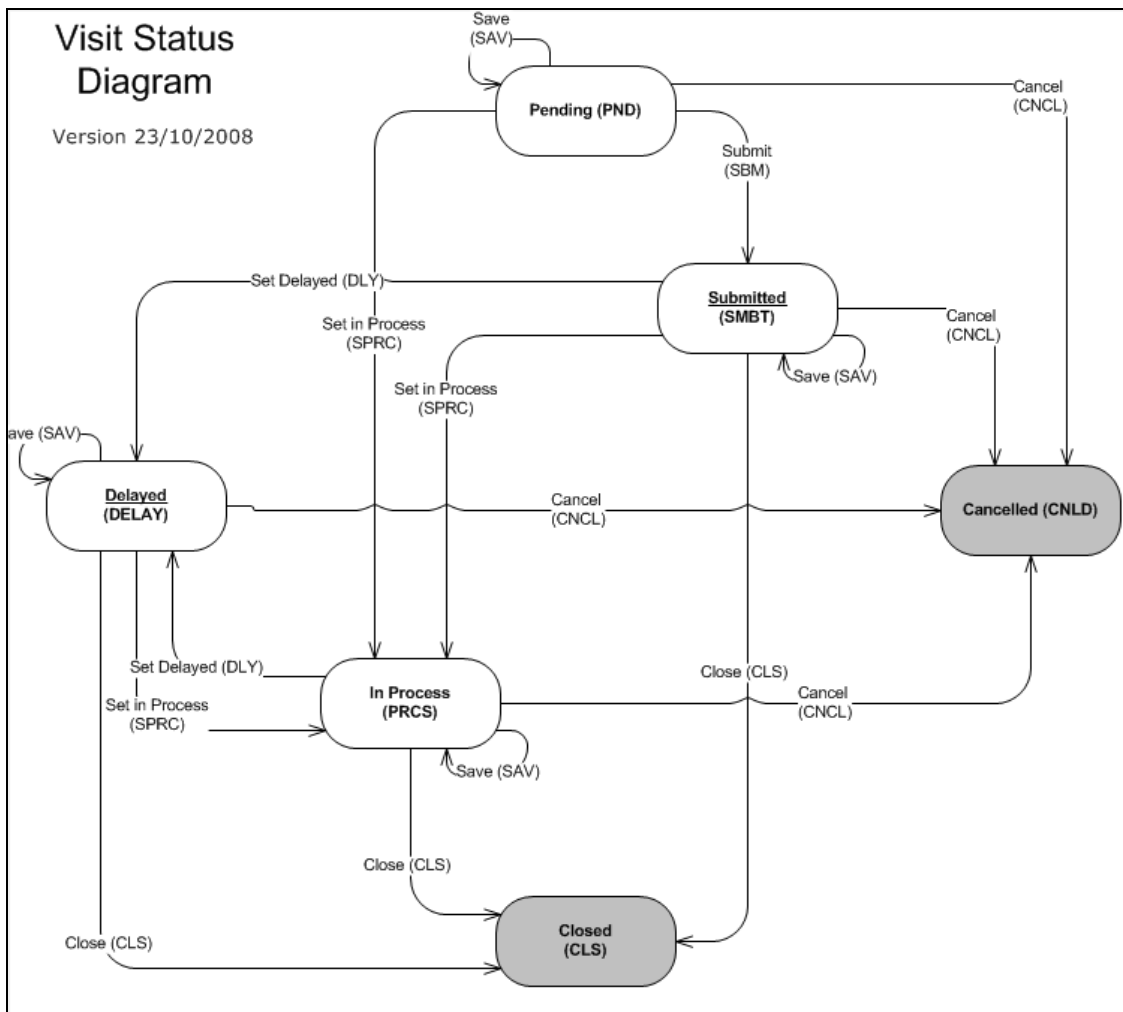 Visit Status
Diagram
Version 23/10/2008
Save
(SAV)
Pending (PND)
Cancel
(CNCL)
Submit
(SBM)
Set Delayed (DLY)
Submitted
(SMBT)
Set in Process
(SPRC)
Cancel
(CNCL)
Save (SAV)
Set in Process
(SPRC)
ave (SAV)
Delayed
(DELAY)
Cancel
(CNCL)
Cancelled (CNLD)
Set Delayed (DLY)
Close (CLS)
In Process
(PRCS)
Set in Process
(SPRC)
Cancel
(CNCL)
Save (SAV)
Close (CLS)
Closed
(CLS)
Close (CLS)